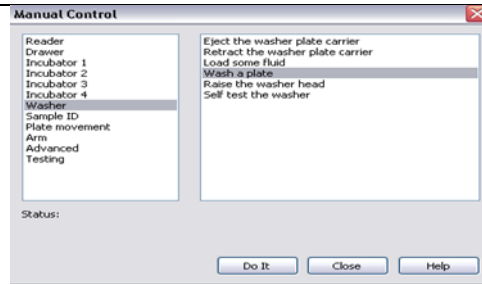 Manual Control
Reader
Drawer
Incubator 1
Incubator 2
Incubator 3
Incubator 4
Washer
Sample ID
Plate movement
Arm
Advanced
Testing
Eject the washer plate carrier
Retract the washer plate carrier
Load some fluid
Wash a plate
Raise the washer head
Self test the washer
Status:
Do It Close Help